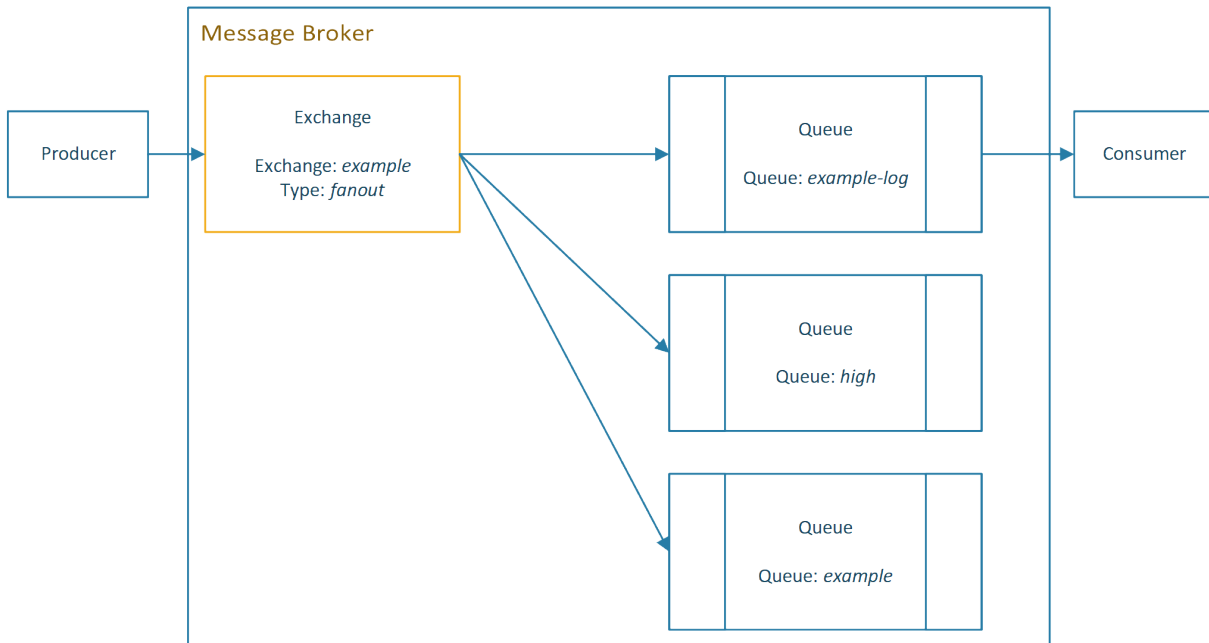 Message Broker
Producer
Exchange
Exchange: example
Type: fanout
Queue
Queue: example-log
Consumer
Queue
Queue: high
Queue
Queue: example